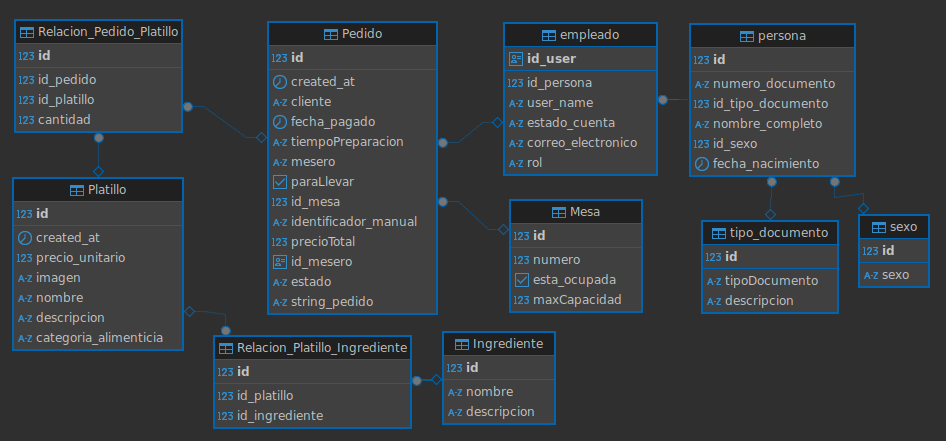 Relacion_Pedido_Platillo
123 id
123 id_pedido
123 id_platillo
123 cantidad
Pedido
123 id
created_at
A-Z cliente
fecha_pagado
A-Z tiempoPreparacion
A-Z mesero
paraLlevar
123 id_mesa
A-Z identificador_manual
123 precioTotal
id_mesero
A-Z estado
A-Z string_pedido
empleado
id_user
123 id_persona
A-Z user_name
A-Z estado_cuenta
A-Z correo_electronico
A-Z rol
persona
123 id
A-Z numero_documento
123 id_tipo_documento
A-Z nombre_completo
123 id_sexo
fecha_nacimiento
Platillo
123 id
created_at
123 precio_unitario
A-Z imagen
A-Z nombre
A-Z descripcion
A-Z categoria_alimenticia
Mesa
123 id
123 numero
esta_ocupada
123 maxCapacidad
tipo_documento
123 id
A-Z tipoDocumento
A-Z descripcion
sexo
123 id
A-Z sexo
Relacion_Platillo_Ingrediente
123 id
123 id_platillo
123 id_ingrediente
Ingrediente
123 id
A-Z nombre
A-Z descripcion